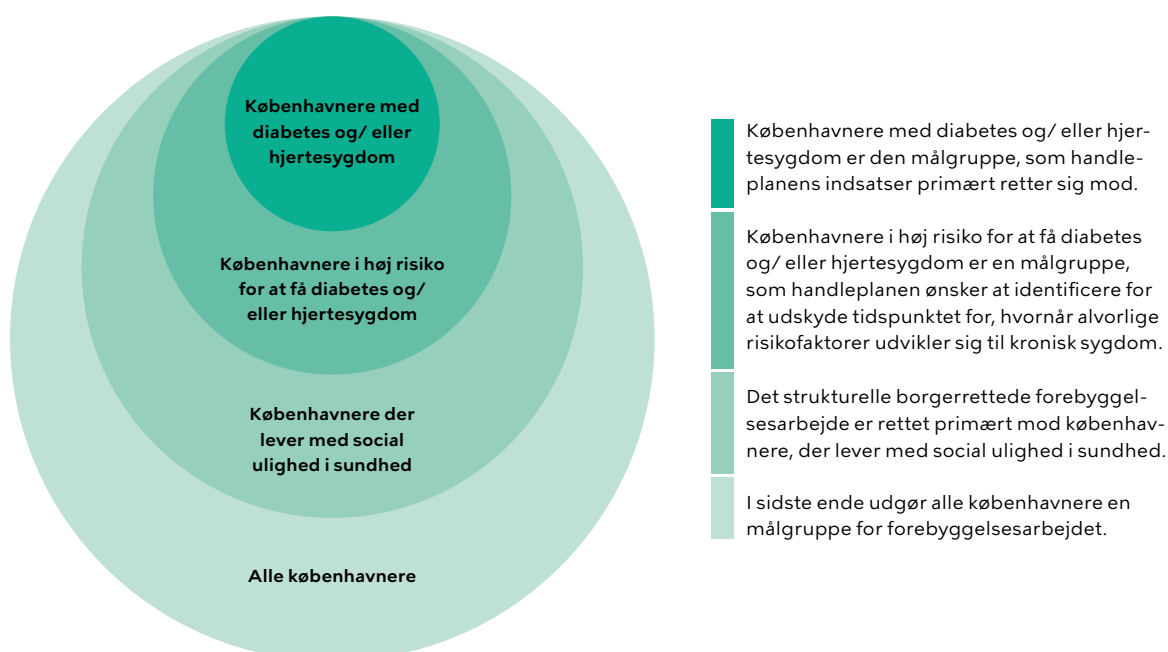 Københavnere med
diabetes og/ eller
hjertesygdom
Københavnere i høj risiko
for at få diabetes og/
eller hjertesygdom
Københavnere der
lever med social
ulighed i sundhed
Alle københavnere
Københavnere med diabetes og/ eller hjer-
tesygdom er den målgruppe, som handle-
planens indsatser primært retter sig mod.
Københavnere i høj risiko for at få diabetes
og/ eller hjertesygdom er en målgruppe,
som handleplanen ønsker at identificere for
at udskyde tidspunktet for, hvornår alvorlige
risikofaktorer udvikler sig til kronisk sygdom.
Det strukturelle borgerrettede forebyggel-
sesarbejde er rettet primært mod københav-
nere, der lever med social ulighed i sundhed.
I sidste ende udgør alle københavnere en
målgruppe for forebyggelsesarbejdet.